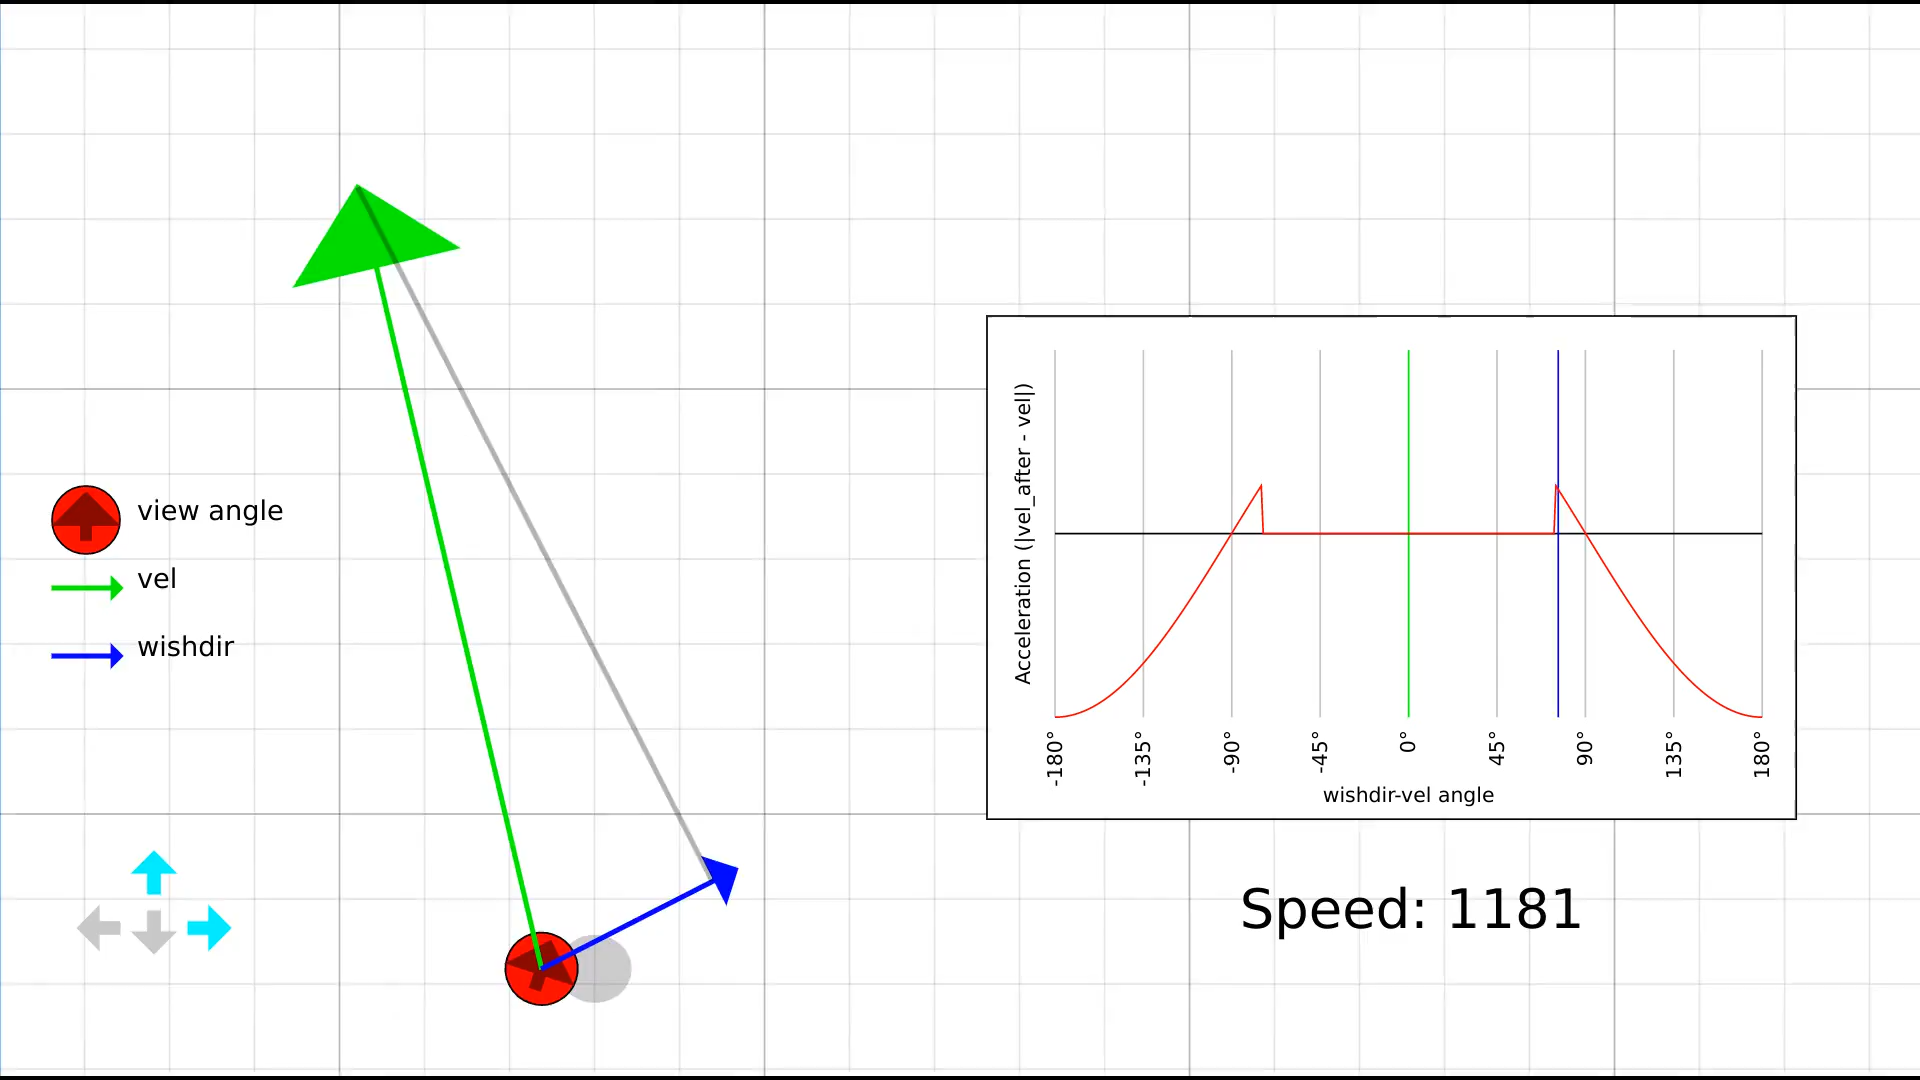 view angle
vel
wishdir
Acceleration (|vel_after - vel|)
-180°
-135°
-90°
-45°
0°
45°
90°
135°
180°
wishdir-vel angle
Speed: 1181